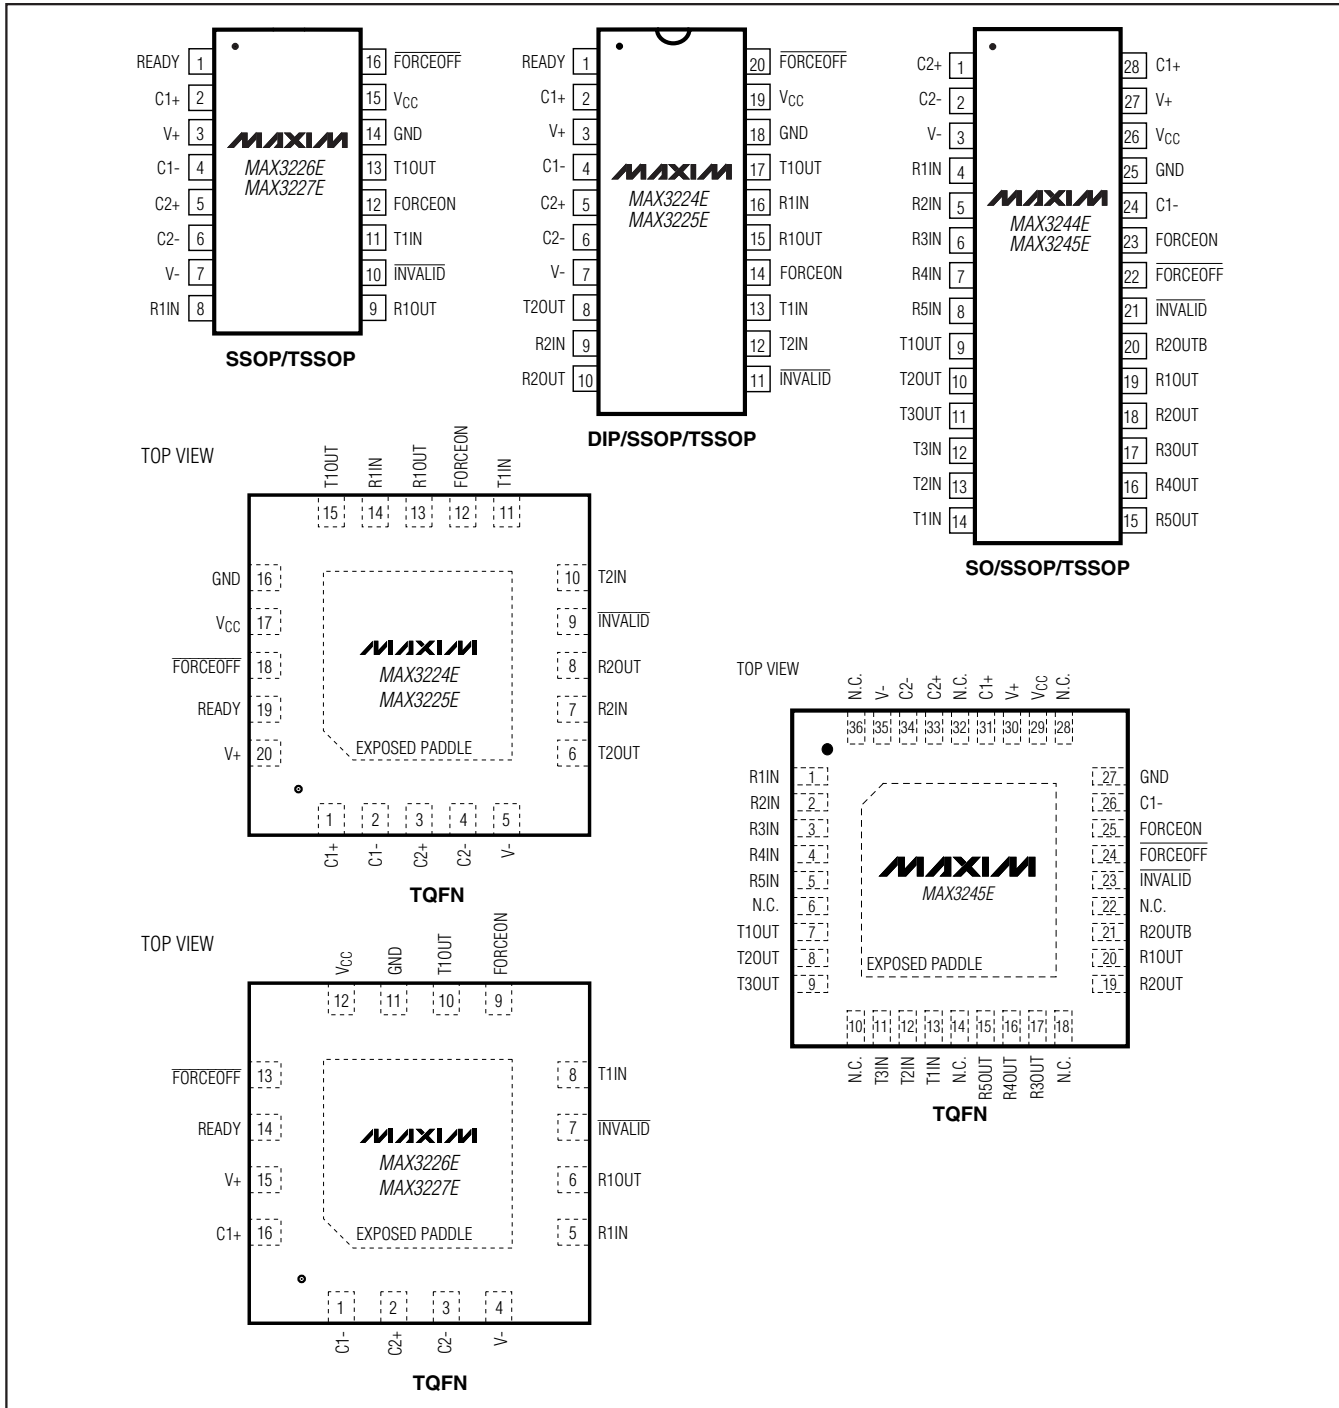 READY 1 16 FORCEOFF
C1+ 2 15 VCC
V+ 3 14 GND
C1- 4 13 T1OUT
C2+ 5 12 FORCEON
C2- 6 11 T1IN
V- 7 10 INVALID
R1IN 8 9 R1OUT
MAXIM
MAX3226E
MAX3227E
SSOP/TSSOP
READY 1 20 FORCEOFF
C1+ 2 19 VCC
V+ 3 18 GND
C1- 4 17 T1OUT
C2+ 5 16 R1IN
C2- 6 15 R1OUT
V- 7 14 FORCEON
T2OUT 8 13 T1IN
R2IN 9 12 T2IN
R2OUT 10 11 INVALID
MAXIM
MAX3224E
MAX3225E
DIP/SSOP/TSSOP
C2+ 1 28 C1+
C2- 2 27 V+
V- 3 26 VCC
R1IN 4 25 GND
R2IN 5 24 C1-
R3IN 6 23 FORCEON
R4IN 7 22 FORCEOFF
R5IN 8 21 INVALID
T1OUT 9 20 R2OUTB
T2OUT 10 19 R1OUT
T3OUT 11 18 R2OUT
T3IN 12 17 R3OUT
T2IN 13 16 R4OUT
T1IN 14 15 R5OUT
MAXIM
MAX3244E
MAX3245E
SO/SSOP/TSSOP
TOP VIEW
T1OUT R1IN R1OUT FORCEON T1IN
15 14 13 12 11
GND 16 10 T2IN
VCC 17 9 INVALID
FORCEOFF 18 8 R2OUT
READY 19 7 R2IN
V+ 20 6 T2OUT
MAXIM
MAX3224E
MAX3225E
EXPOSED PADDLE
1 2 3 4 5
C1+ C1- C2+ C2- V-
TQFN
TOP VIEW
N.C. V- C2- C2+ N.C. C1+ V+ VCC N.C.
36 35 34 33 32 31 30 29 28
R1IN 1 27 GND
R2IN 2 26 C1-
R3IN 3 25 FORCEON
R4IN 4 24 FORCEOFF
R5IN 5 23 INVALID
N.C. 6 22 N.C.
T1OUT 7 21 R2OUTB
T2OUT 8 20 R1OUT
T3OUT 9 19 R2OUT
MAXIM
MAX3245E
EXPOSED PADDLE
10 11 12 13 14 15 16 17 18
N.C. T3IN T2IN T1IN N.C. R5OUT R4OUT R3OUT N.C.
TQFN
TOP VIEW
VCC GND T1OUT FORCEON
12 11 10 9
FORCEOFF 13 8 T1IN
READY 14 7 INVALID
V+ 15 6 R1OUT
C1+ 16 5 R1IN
MAXIM
MAX3226E
MAX3227E
EXPOSED PADDLE
1 2 3 4
C1- C2+ C2- V-
TQFN